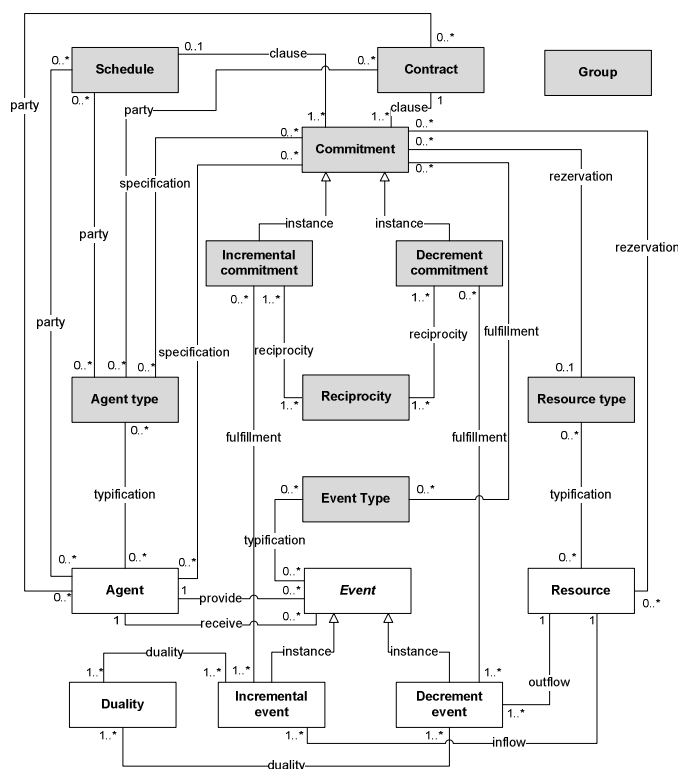 0..*
0..*
Schedule
0..1
clause
0..*
Contract
Group
party
0..*
party
clause
1
1..*
1..*
0..*
0..*
Commitment
0..*
0..*
0..*
specification
rezervation
instance
instance
party
rezervation
Incremental
commitment
Decrement
commitment
0..*
1..*
1..*
0..*
party
fulfillment
reciprocity
reciprocity
specification
0..*
0..*
0..*
0..1
Agent type
Reciprocity
Resource type
1..*
1..*
0..*
0..*
fulfillment
fulfillment
0..*
Event Type
0..*
typification
typification
typification
0..*
0..*
0..*
0..*
0..*
Agent
Event
Resource
0..*
1
provide
0..*
0..*
1
receive
0..*
1
1
duality
instance
instance
1..*
1..*
1..*
1..*
outflow
Duality
Incremental
event
Decrement
event
1..*
1..*
1..*
1..*
inflow
duality